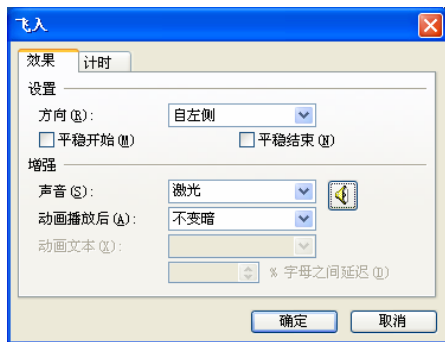 飞入
效果 计时
设置
方向(R): 自左侧
平稳开始(M) 平稳结束(N)
增强
声音(S): 激光
动画播放后(A): 不变暗
动画文本(X):
% 字母之间延迟(D)
确定 取消